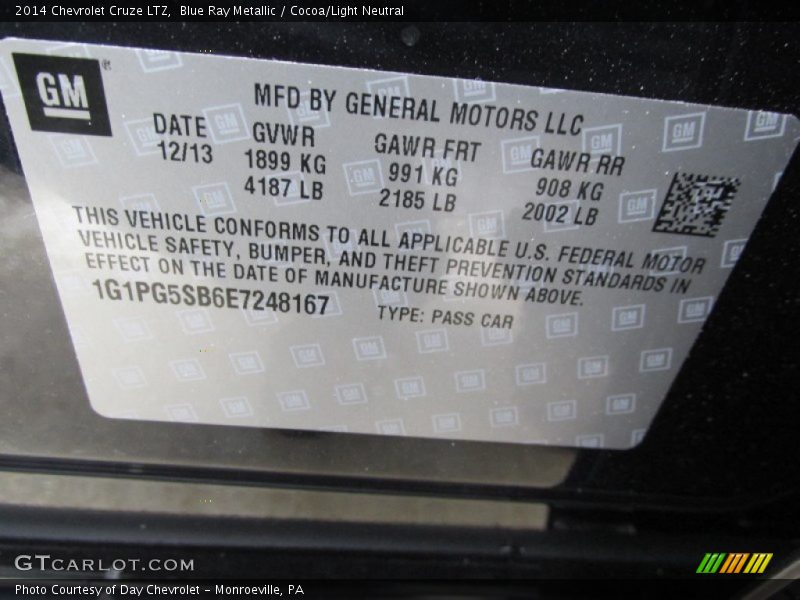 2014 Chevrolet Cruze LTZ, Blue Ray Metallic / Cocoa/Light Neutral
GM®
MFD BY GENERAL MOTORS LLC
DATE GVWR GAWR FRT GAWR RR
12/13 1899 KG 991 KG 908 KG
4187 LB 2185 LB 2002 LB
THIS VEHICLE CONFORMS TO ALL APPLICABLE U.S. FEDERAL MOTOR
VEHICLE SAFETY, BUMPER, AND THEFT PREVENTION STANDARDS IN
EFFECT ON THE DATE OF MANUFACTURE SHOWN ABOVE.
1G1PG5SB6E7248167 TYPE: PASS CAR
GTCARLOT.COM
Photo Courtesy of Day Chevrolet - Monroeville, PA